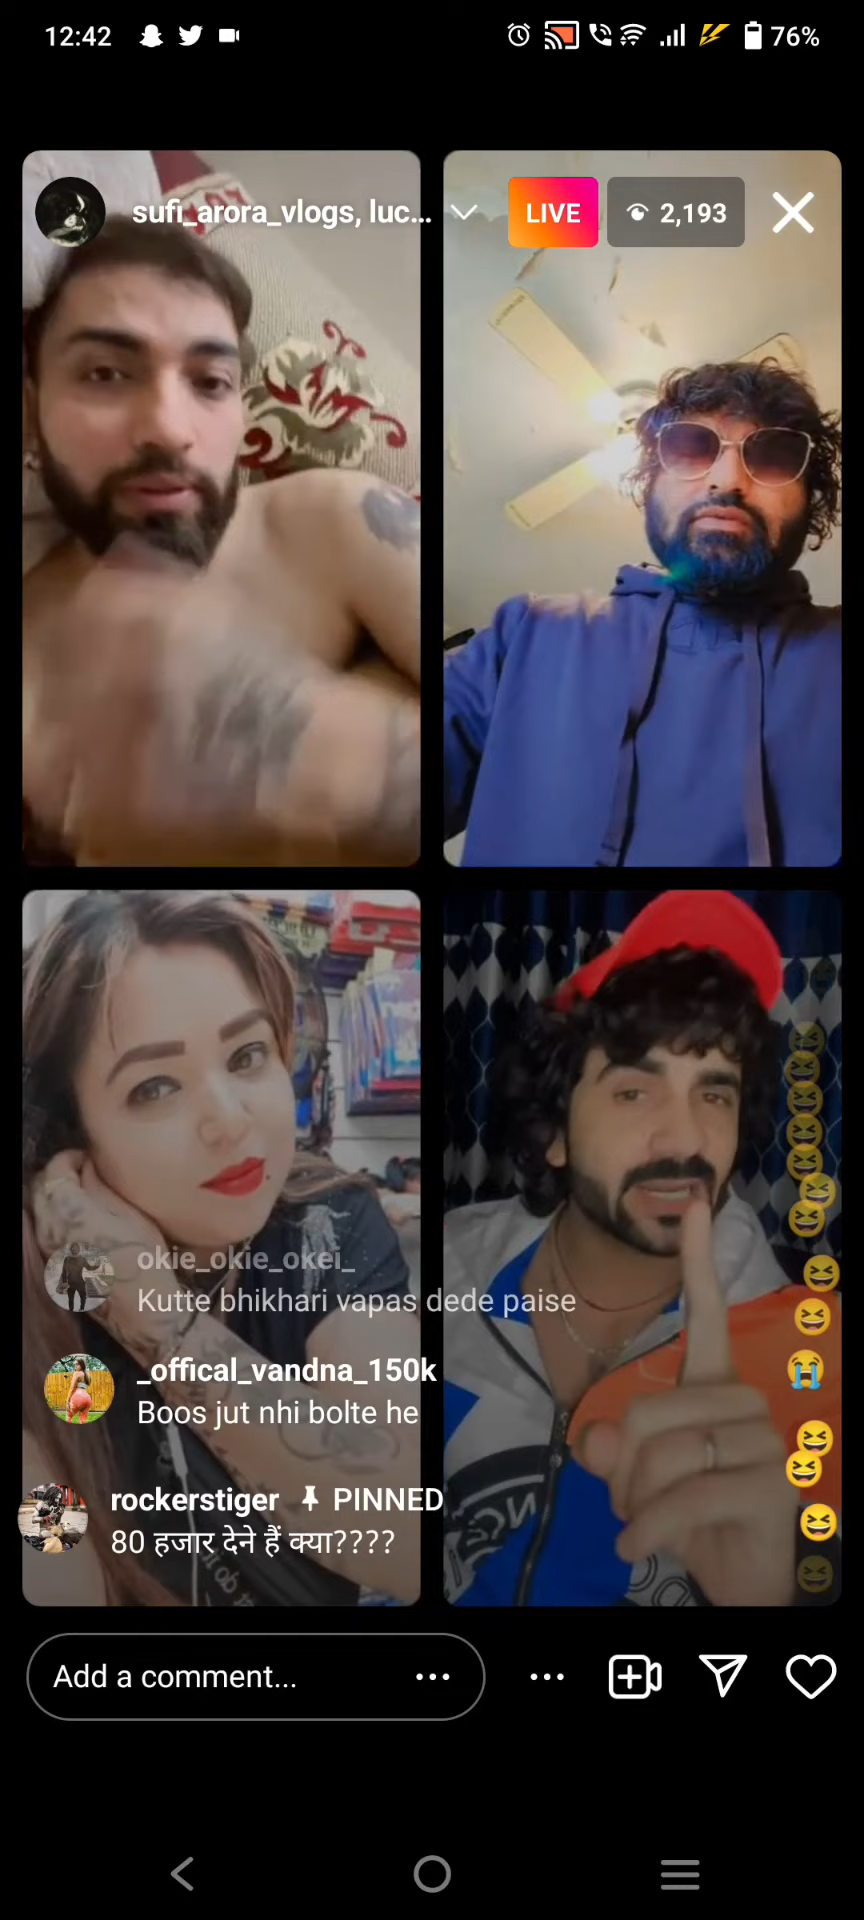 12:42
76%
sufi_arora_vlogs, luc...
LIVE
2,193
okie_okie_okei_
Kutte bhikhari vapas dede paise
_offical_vandna_150k
Boos jut nhi bolte he
rockerstiger PINNED
80 हजार देने हैं क्या????
Add a comment...